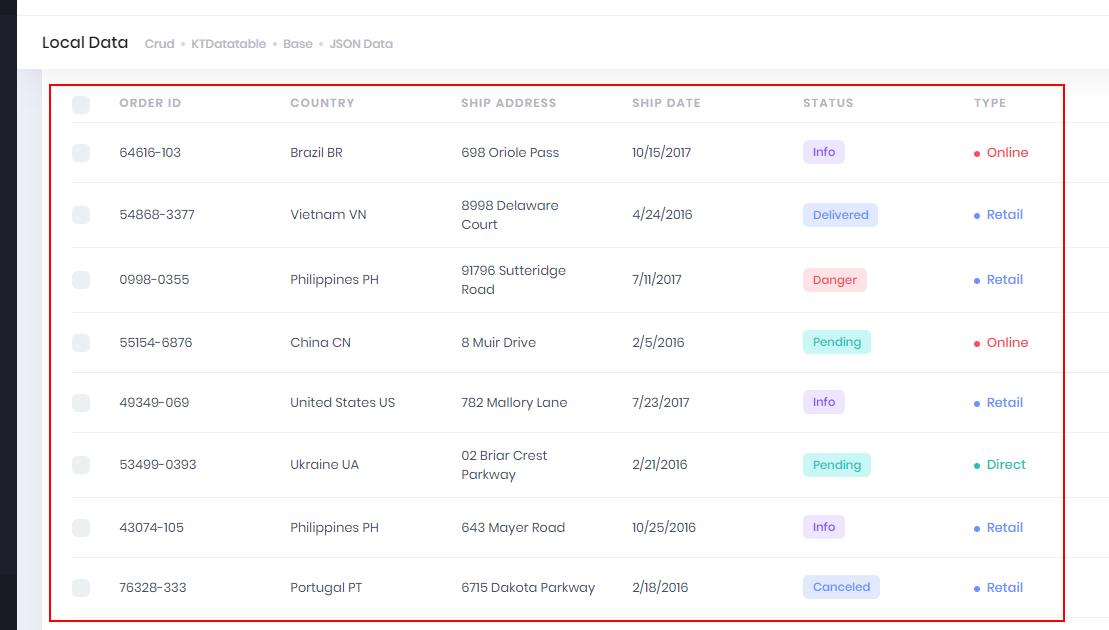 Local Data Crud • KTDatatable • Base • JSON Data
ORDER ID COUNTRY SHIP ADDRESS SHIP DATE STATUS TYPE
64616-103 Brazil BR 698 Oriole Pass 10/15/2017 Info Online
54868-3377 Vietnam VN 8998 Delaware Court 4/24/2016 Delivered Retail
0998-0355 Philippines PH 91796 Sutteridge Road 7/11/2017 Danger Retail
55154-6876 China CN 8 Muir Drive 2/5/2016 Pending Online
49349-069 United States US 782 Mallory Lane 7/23/2017 Info Retail
53499-0393 Ukraine UA 02 Briar Crest Parkway 2/21/2016 Pending Direct
43074-105 Philippines PH 643 Mayer Road 10/25/2016 Info Retail
76328-333 Portugal PT 6715 Dakota Parkway 2/18/2016 Canceled Retail